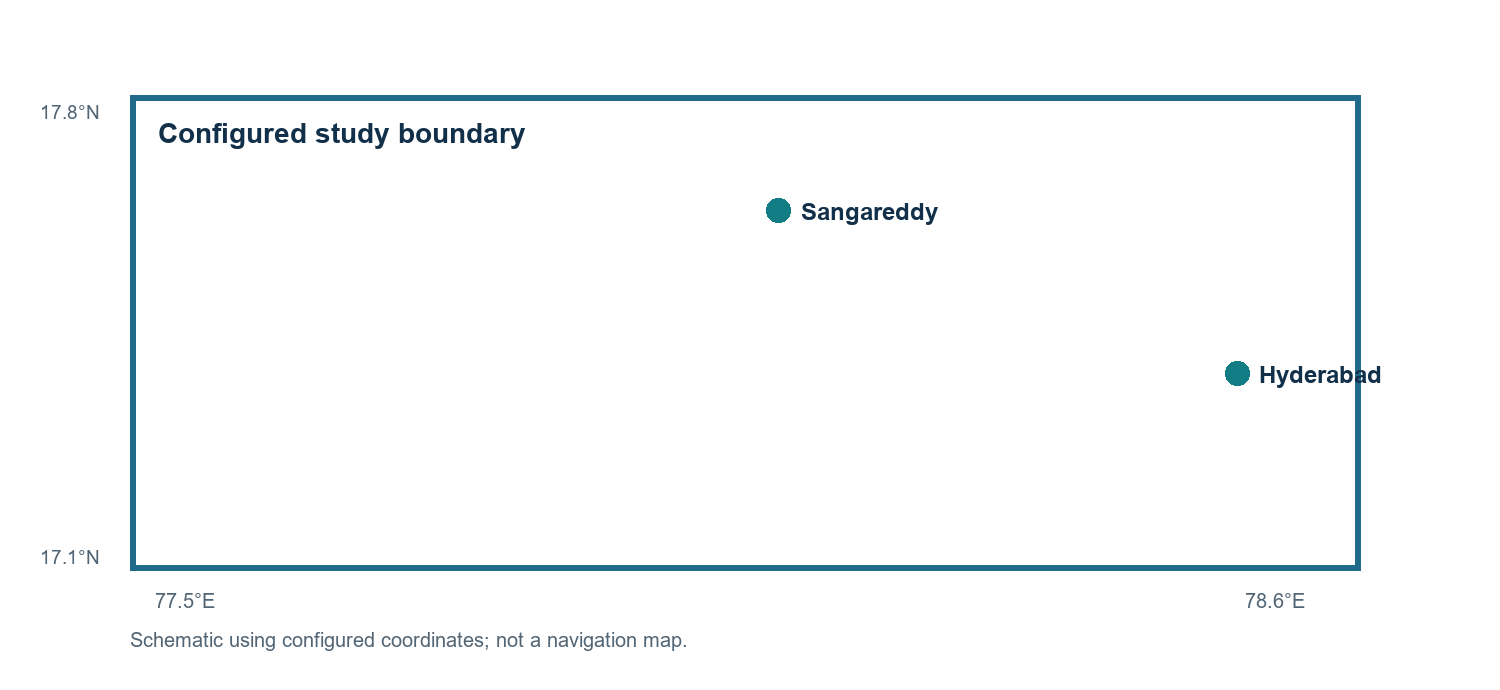 17.8°N
Configured study boundary
Sangareddy
Hyderabad
17.1°N
77.5°E
78.6°E
Schematic using configured coordinates; not a navigation map.